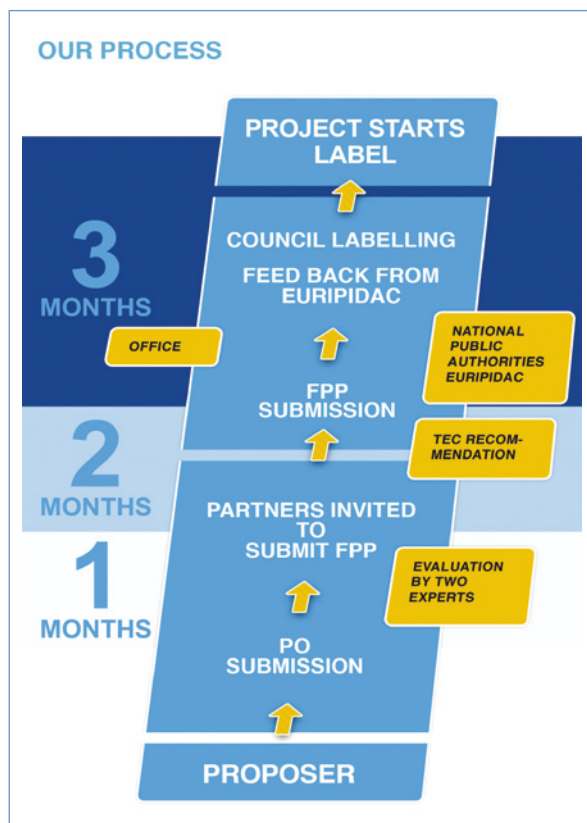 OUR PROCESS
PROJECT STARTS
LABEL
3
MONTHS
COUNCIL LABELLING
FEED BACK FROM
EURIPIDAC
OFFICE
NATIONAL
PUBLIC
AUTHORITIES
EURIPIDAC
FPP
SUBMISSION
2
MONTHS
TEC RECOM-
MENDATION
PARTNERS INVITED
TO
SUBMIT FPP
1
MONTHS
EVALUATION
BY TWO
EXPERTS
PO
SUBMISSION
PROPOSER